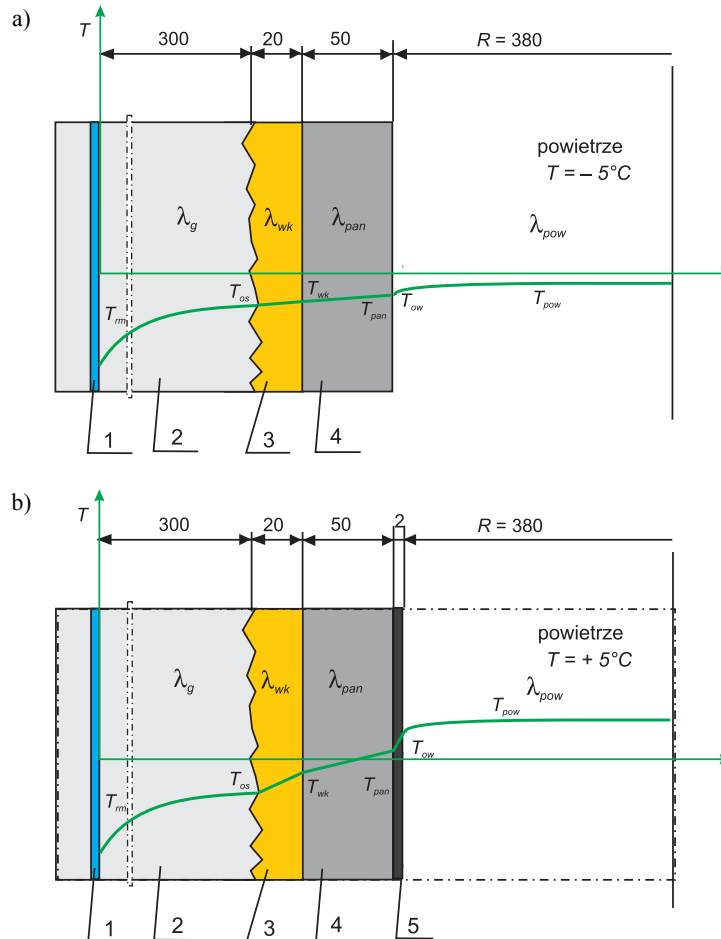 a)
T
300
20
50
R = 380
powietrze
T = – 5°C
λg
λwk
λpan
λpow
Trm
Tos
Twk
Tpan
Tow
Tpow
1
2
3
4
b)
T
300
20
50
2
R = 380
powietrze
T = + 5°C
λg
λwk
λpan
λpow
Tpow
Trm
Tos
Twk
Tpan
Tow
1
2
3
4
5